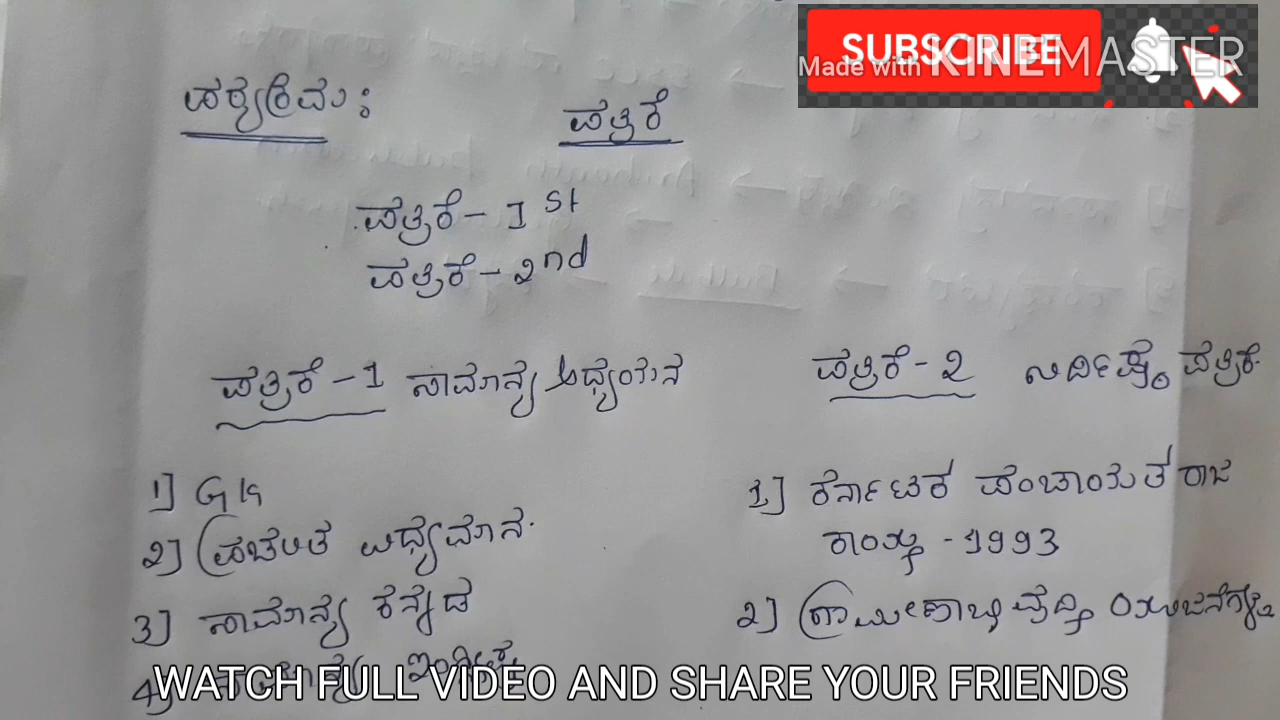 SUBSCRIBE
Made with KINEMASTER
ಪಠ್ಯಕ್ರಮ :
ಪತ್ರಿಕೆ
ಪತ್ರಿಕೆ - 1st
ಪತ್ರಿಕೆ - 2nd
ಪತ್ರಿಕೆ - 1 ಸಾಮಾನ್ಯ ಅಧ್ಯಯನ
ಪತ್ರಿಕೆ - 2 ನಿರ್ದಿಷ್ಟ ಪತ್ರಿಕೆ
1] GK
2] ಪ್ರಚಲಿತ ವಿಧ್ಯಮಾನ
3] ಸಾಮಾನ್ಯ ಕನ್ನಡ
4] ಸಾಮಾನ್ಯ ಇಂಗ್ಲೀಷ್
1] ಕರ್ನಾಟಕ ಪಂಚಾಯತ ರಾಜ
ಕಾಯ್ದೆ - 1993
2] ಗ್ರಾಮೀಣಾಭಿವೃದ್ಧಿ ಯೋಜನೆಗಳು
WATCH FULL VIDEO AND SHARE YOUR FRIENDS